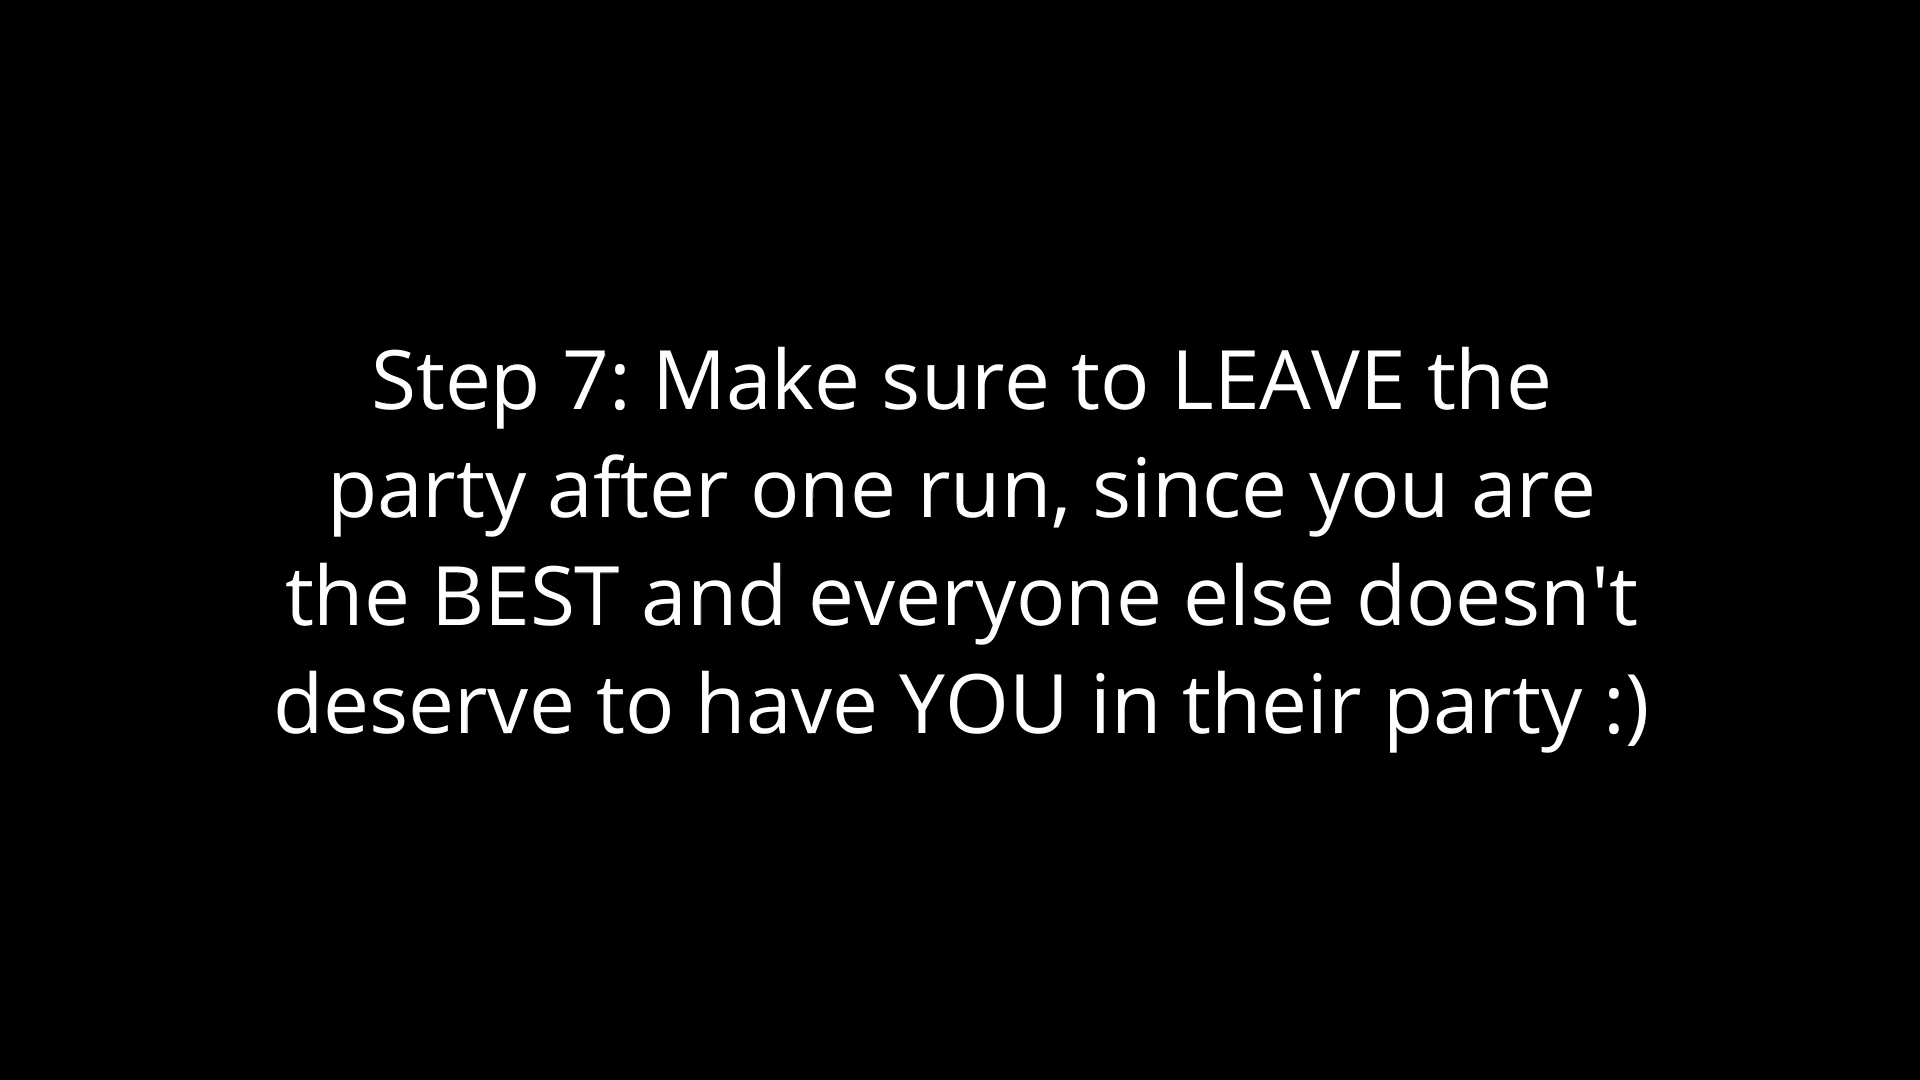 Step 7: Make sure to LEAVE the
party after one run, since you are
the BEST and everyone else doesn't
deserve to have YOU in their party :)